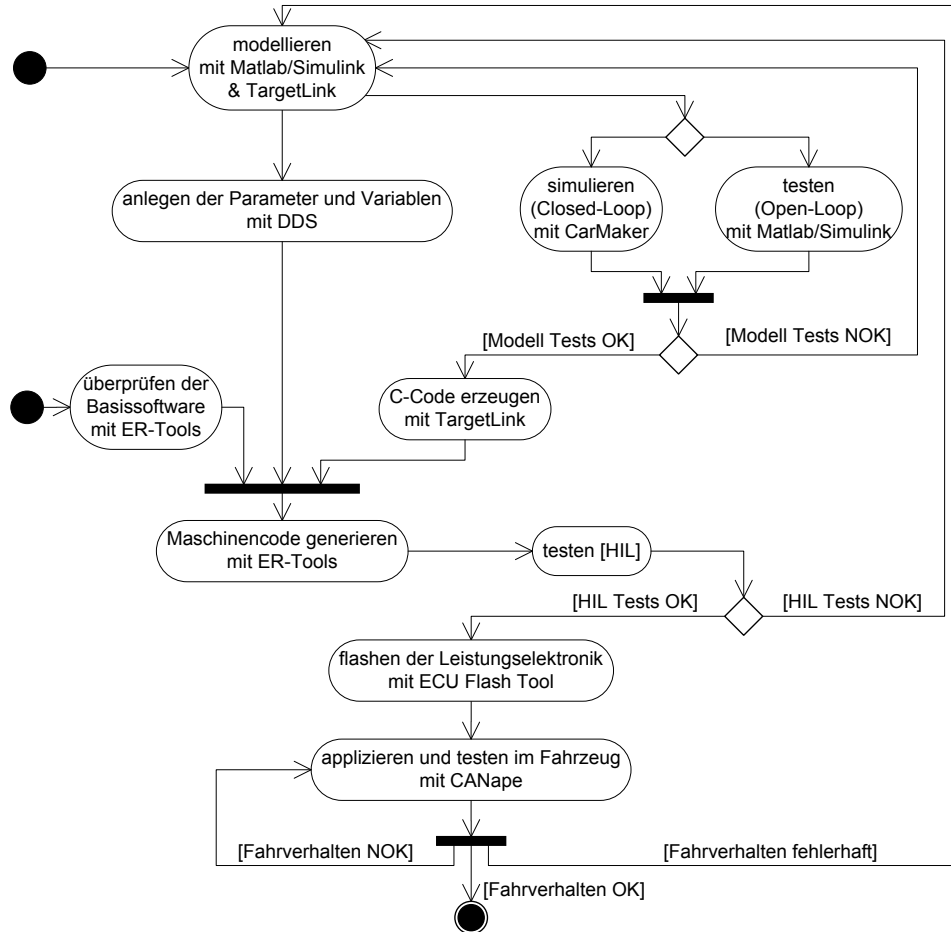 modellieren
mit Matlab/Simulink
& TargetLink
anlegen der Parameter und Variablen
mit DDS
simulieren
(Closed-Loop)
mit CarMaker
testen
(Open-Loop)
mit Matlab/Simulink
[Modell Tests OK]
[Modell Tests NOK]
überprüfen der
Basissoftware
mit ER-Tools
C-Code erzeugen
mit TargetLink
Maschinencode generieren
mit ER-Tools
testen [HIL]
[HIL Tests OK]
[HIL Tests NOK]
flashen der Leistungselektronik
mit ECU Flash Tool
applizieren und testen im Fahrzeug
mit CANape
[Fahrverhalten NOK]
[Fahrverhalten fehlerhaft]
[Fahrverhalten OK]